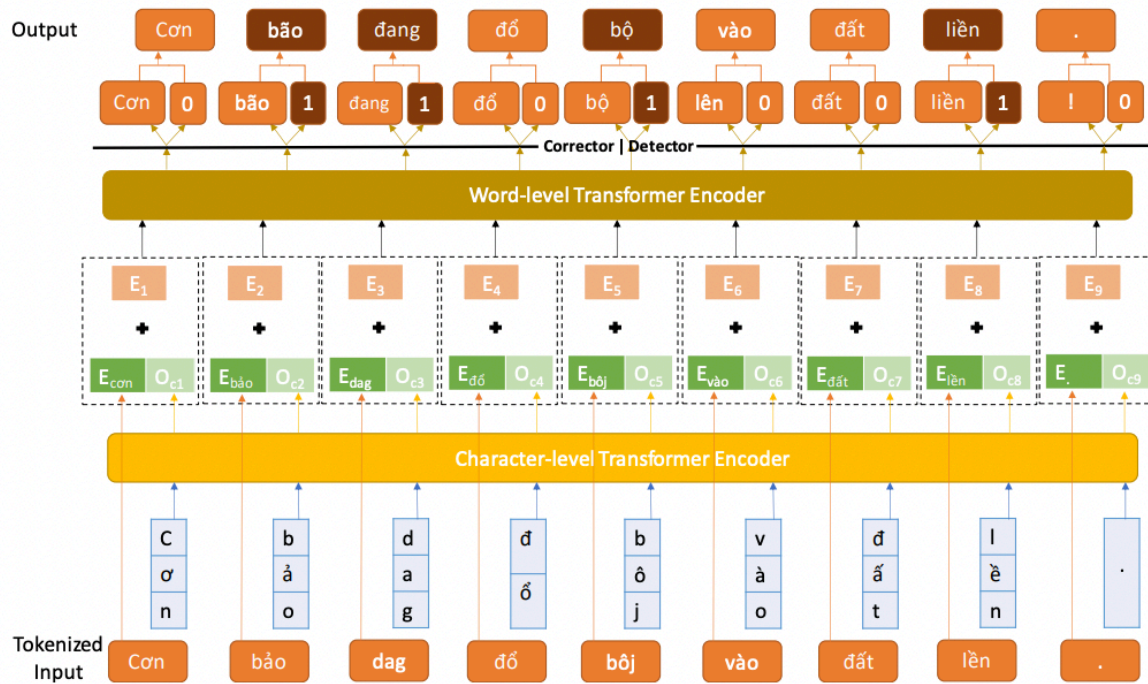 Output Cơn bão đang đổ bộ vào đất liền .
Cơn 0 bão 1 đang 1 đổ 0 bộ 1 lên 0 đất 0 liền 1 ! 0
Corrector | Detector
Word-level Transformer Encoder
E1 E2 E3 E4 E5 E6 E7 E8 E9
+ + + + + + + + +
Ecơn Oc1 Ebảo Oc2 Edag Oc3 Eđổ Oc4 Ebôj Oc5 Evào Oc6 Eđất Oc7 Elền Oc8 E. Oc9
Character-level Transformer Encoder
C b d đ b v đ l .
ơ ả a ổ ô à ấ ề
n o g j o t n
Tokenized
Input
Cơn bảo dag đổ bôj vào đất lền .